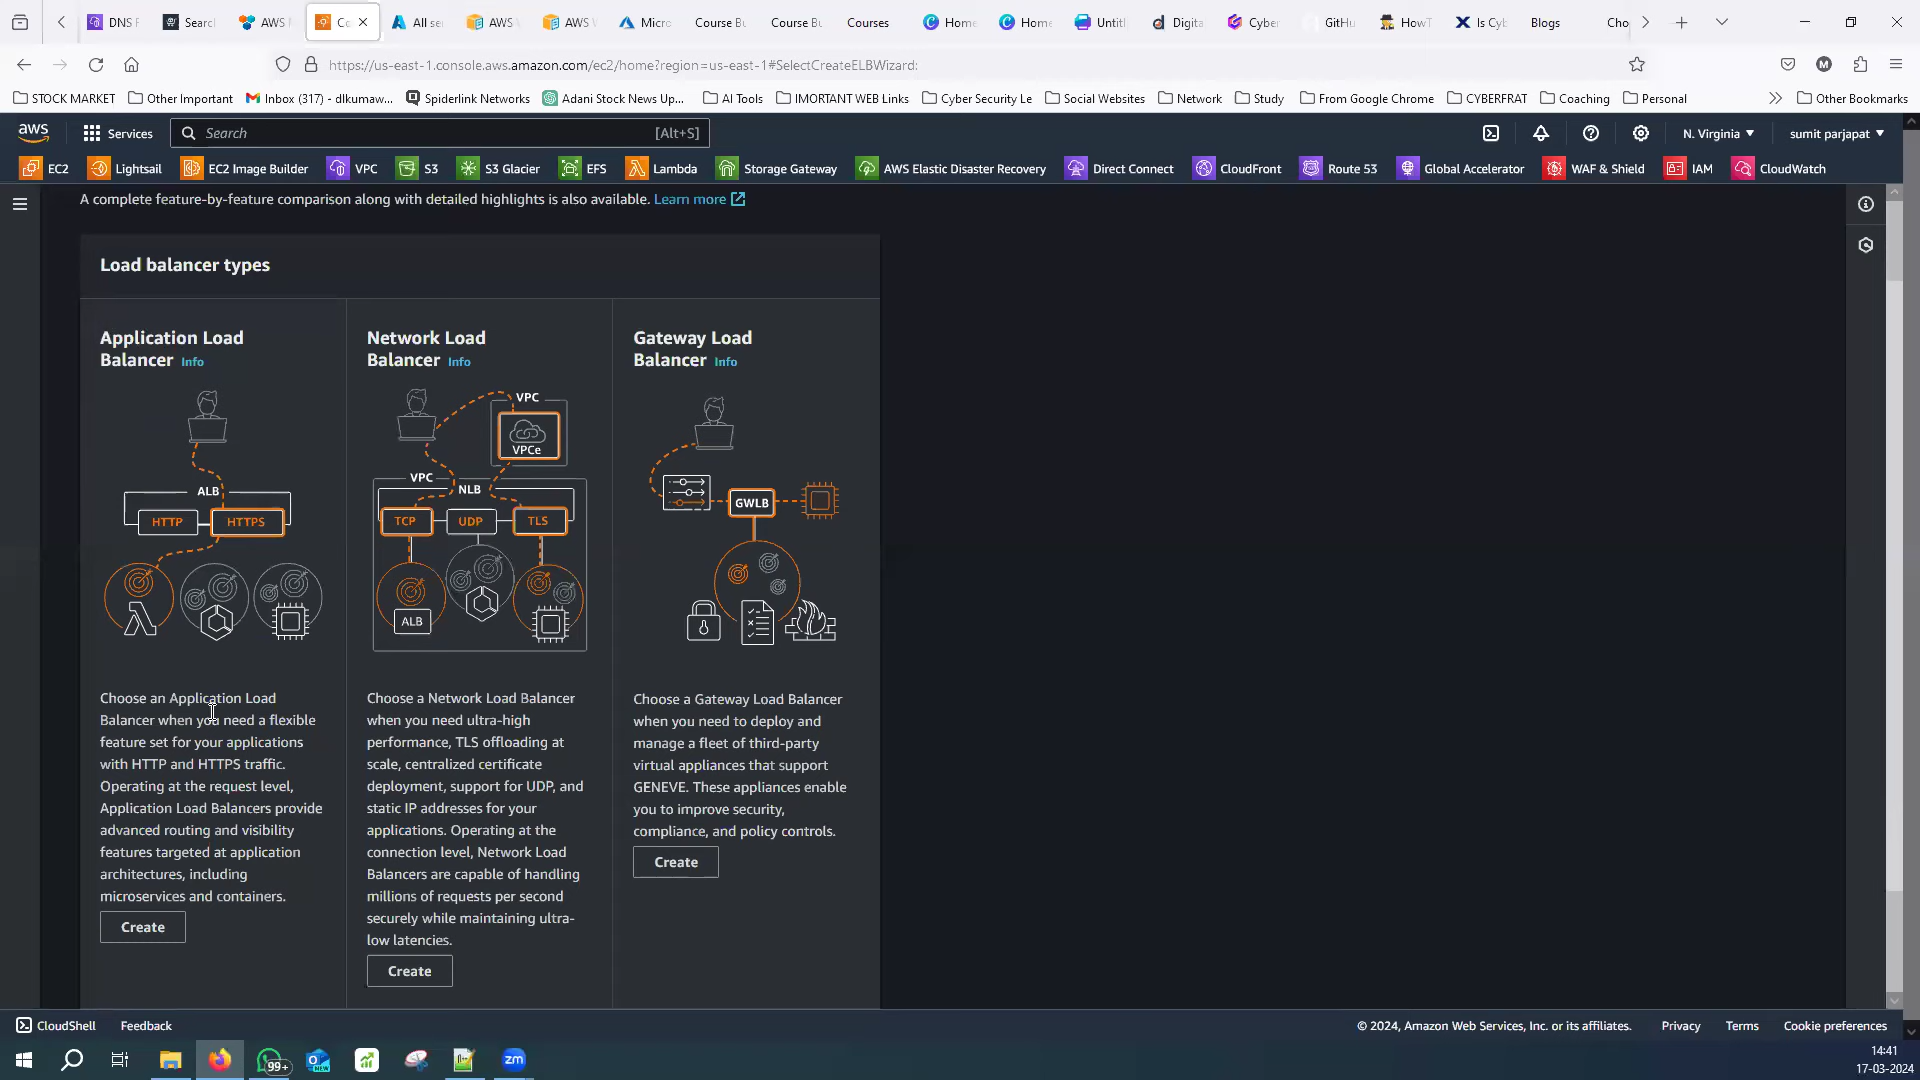 DNS F
Search
AWS M
Co
All se
AWS
AWS V
Micro
Course Bu
Course Bu
Courses
Home
Home
Untitl
Digita
Cyber
GitHu
HowT
Is Cyb
Blogs
Cho
https://us-east-1.console.aws.amazon.com/ec2/home?region=us-east-1#SelectCreateELBWizard:
M
STOCK MARKET
Other Important
Inbox (317) - dlkumaw...
Spiderlink Networks
Adani Stock News Up...
AI Tools
IMORTANT WEB Links
Cyber Security Le
Social Websites
Network
Study
From Google Chrome
CYBERFRAT
Coaching
Personal
Other Bookmarks
aws
Services
Search
[Alt+S]
N. Virginia
sumit parjapat
EC2
Lightsail
EC2 Image Builder
VPC
S3
S3 Glacier
EFS
Lambda
Storage Gateway
AWS Elastic Disaster Recovery
Direct Connect
CloudFront
Route 53
Global Accelerator
WAF & Shield
IAM
CloudWatch
A complete feature-by-feature comparison along with detailed highlights is also available. Learn more
Load balancer types
Application Load
Balancer Info
ALB
HTTP
HTTPS
Choose an Application Load
Balancer when you need a flexible
feature set for your applications
with HTTP and HTTPS traffic.
Operating at the request level,
Application Load Balancers provide
advanced routing and visibility
features targeted at application
architectures, including
microservices and containers.
Create
Network Load
Balancer Info
VPC
VPCe
VPC
NLB
TCP
UDP
TLS
ALB
Choose a Network Load Balancer
when you need ultra-high
performance, TLS offloading at
scale, centralized certificate
deployment, support for UDP, and
static IP addresses for your
applications. Operating at the
connection level, Network Load
Balancers are capable of handling
millions of requests per second
securely while maintaining ultra-
low latencies.
Create
Gateway Load
Balancer Info
GWLB
Choose a Gateway Load Balancer
when you need to deploy and
manage a fleet of third-party
virtual appliances that support
GENEVE. These appliances enable
you to improve security,
compliance, and policy controls.
Create
CloudShell
Feedback
© 2024, Amazon Web Services, Inc. or its affiliates.
Privacy
Terms
Cookie preferences
99+
NEW
zm
14:41
17-03-2024